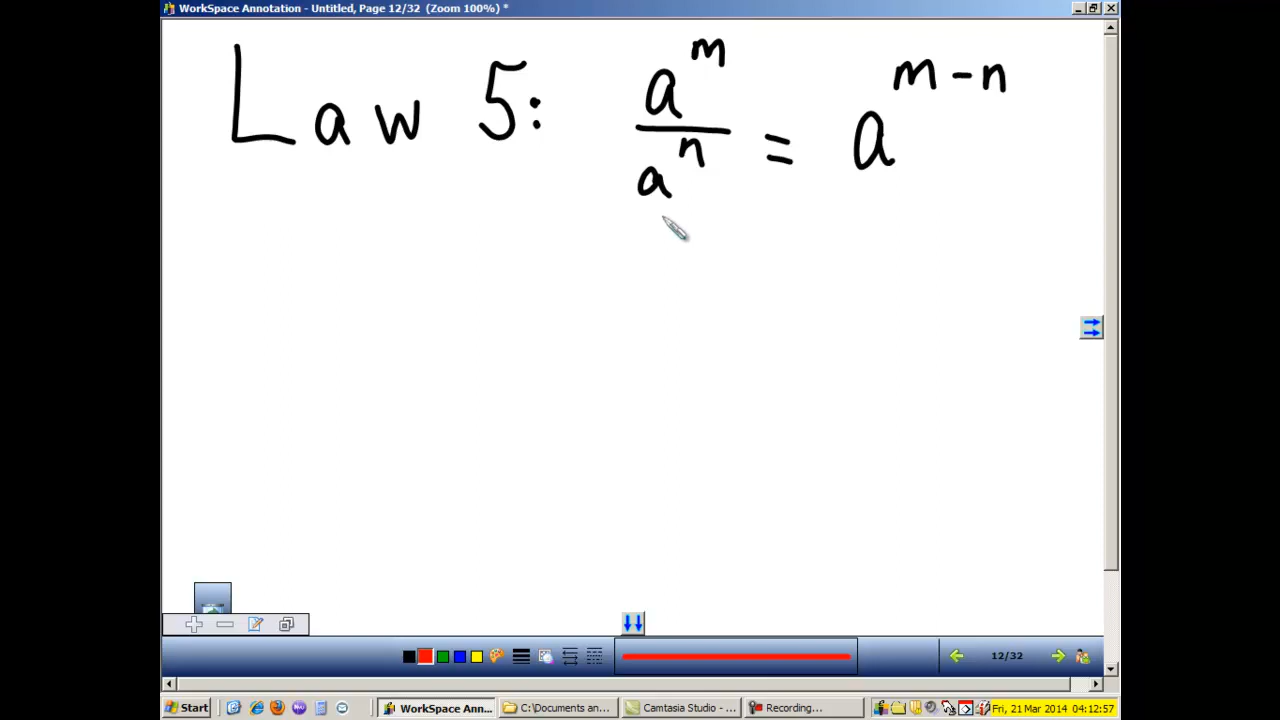 WorkSpace Annotation - Untitled, Page 12/32 (Zoom 100%) *
Law 5: a^m / a^n = a^(m-n)
12/32
Start
WorkSpace Ann...
C:\Documents an...
Camtasia Studio - ...
Recording...
Fri, 21 Mar 2014 04:12:57